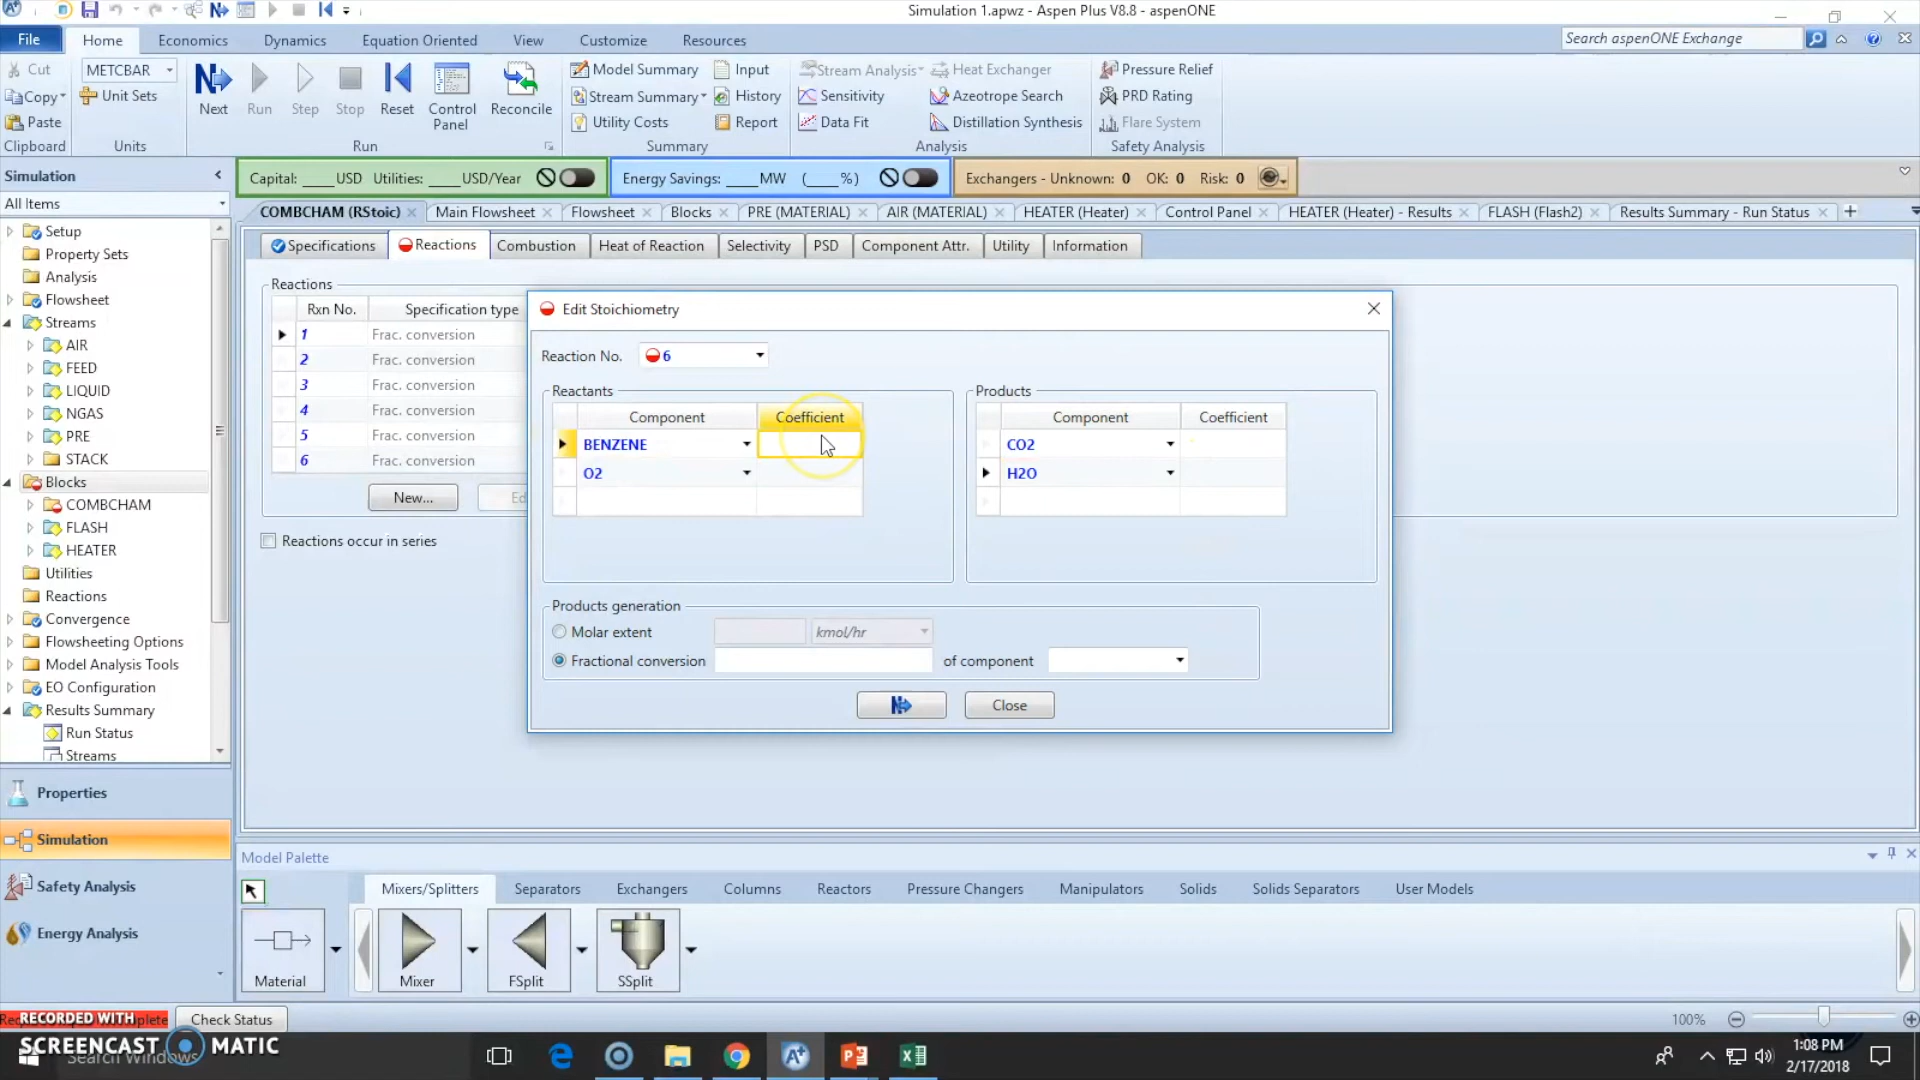 Simulation 1.apwz - Aspen Plus V8.8 - aspenONE
File Home Economics Dynamics Equation Oriented View Customize Resources Search aspenONE Exchange
Cut METCBAR Model Summary Input Stream Analysis Heat Exchanger Pressure Relief
Copy Unit Sets Next Run Step Stop Reset Control Panel Reconcile Stream Summary History Sensitivity Azeotrope Search PRD Rating
Paste Utility Costs Report Data Fit Distillation Synthesis Flare System
Clipboard Units Run Summary Analysis Safety Analysis
Simulation Capital: ____USD Utilities: ____USD/Year Energy Savings: ____MW (____%) Exchangers - Unknown: 0 OK: 0 Risk: 0
All Items COMBCHAM (RStoic) Main Flowsheet Flowsheet Blocks PRE (MATERIAL) AIR (MATERIAL) HEATER (Heater) Control Panel HEATER (Heater) - Results FLASH (Flash2) Results Summary - Run Status
Specifications Reactions Combustion Heat of Reaction Selectivity PSD Component Attr. Utility Information
Setup
Property Sets
Analysis
Flowsheet
Streams
AIR
FEED
LIQUID
NGAS
PRE
STACK
Blocks
COMBCHAM
FLASH
HEATER
Utilities
Reactions
Convergence
Flowsheeting Options
Model Analysis Tools
EO Configuration
Results Summary
Run Status
Streams
Properties
Simulation
Safety Analysis
Energy Analysis
Reactions
Rxn No. Specification type
1 Frac. conversion
2 Frac. conversion
3 Frac. conversion
4 Frac. conversion
5 Frac. conversion
6 Frac. conversion
New... Ed
Reactions occur in series
Edit Stoichiometry
Reaction No. 6
Reactants Products
Component Coefficient Component Coefficient
BENZENE CO2
O2 H2O
Products generation
Molar extent kmol/hr
Fractional conversion of component
Close
Model Palette
Mixers/Splitters Separators Exchangers Columns Reactors Pressure Changers Manipulators Solids Solids Separators User Models
Material Mixer FSplit SSplit
RECORDED WITH Check Status 100%
SCREENCAST MATIC
Search Windows
1:08 PM
2/17/2018